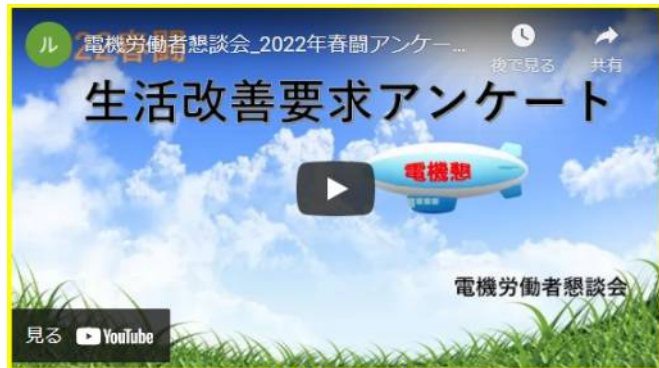 ル
電機労働者懇談会_2022年春闘アンケー...
後で見る
共有
22春闘
生活改善要求アンケート
電機懇
電機労働者懇談会
見る YouTube